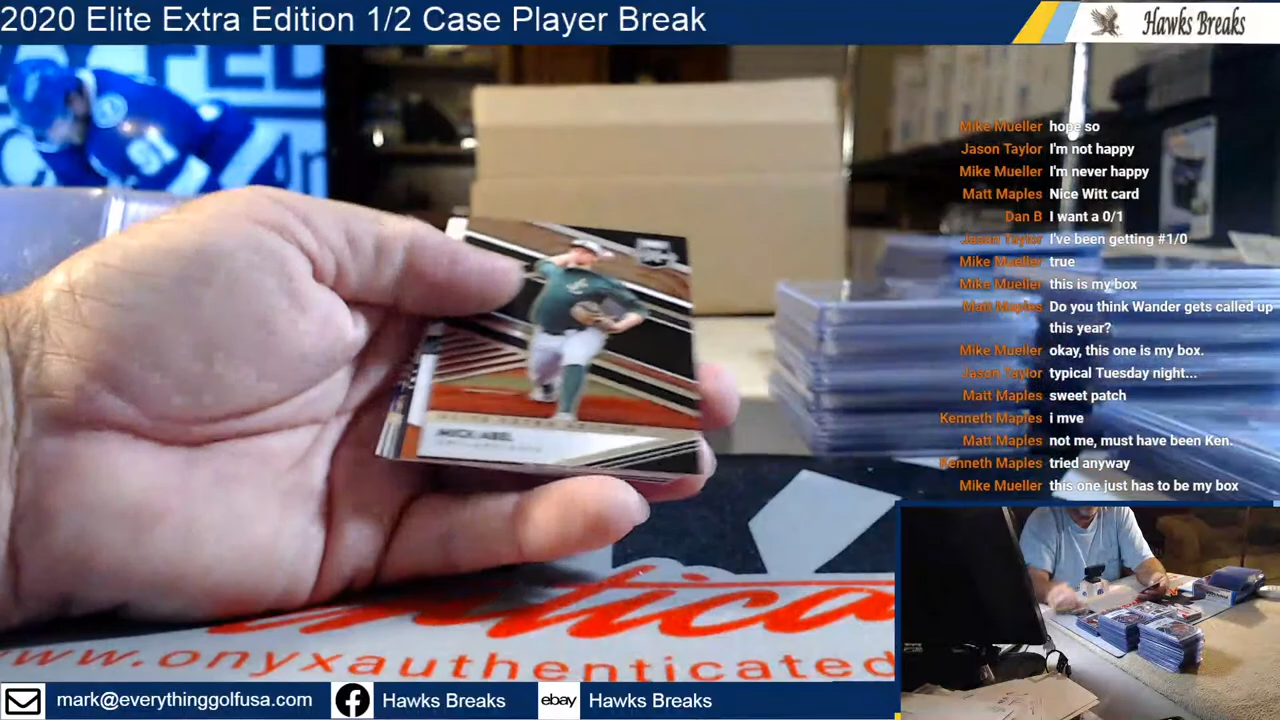 2020 Elite Extra Edition 1/2 Case Player Break
Hawks Breaks
Mike Mueller hope so
Jason Taylor I'm not happy
Mike Mueller I'm never happy
Matt Maples Nice Witt card
Dan B I want a 0/1
Jason Taylor I've been getting #1/0
Mike Mueller true
Mike Mueller this is my box
Matt Maples Do you think Wander gets called up
this year?
Mike Mueller okay, this one is my box.
Jason Taylor typical Tuesday night...
Matt Maples sweet patch
Kenneth Maples i mve
Matt Maples not me, must have been Ken.
Kenneth Maples tried anyway
Mike Mueller this one just has to be my box
91
MICK ABEL
www.onyxauthenticated
mark@everythinggolfusa.com
Hawks Breaks
ebay
Hawks Breaks